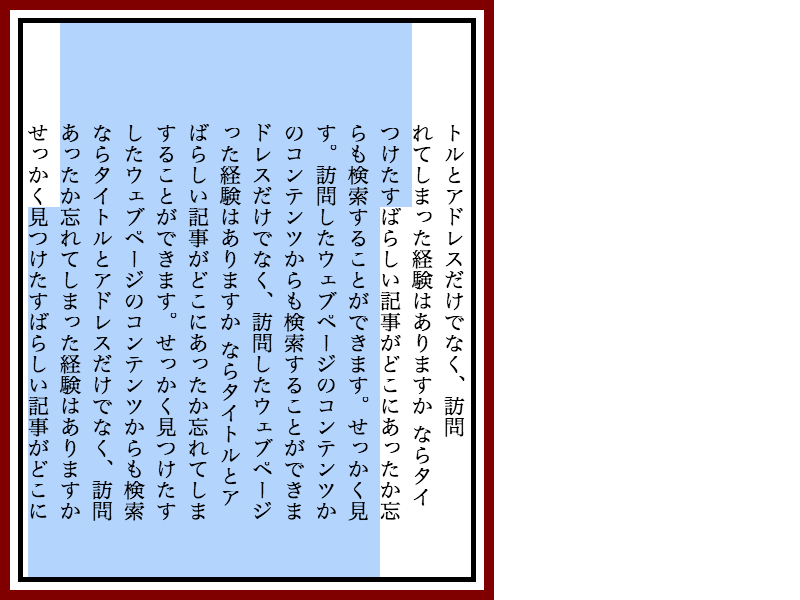 せっかく見つけたすばらしい記事がどこに
あったか忘れてしまった経験はありますか
ならタイトルとアドレスだけでなく、訪問
したウェブページのコンテンツからも検索
することができます。せっかく見つけたす
ばらしい記事がどこにあったか忘れてしま
った経験はありますか ならタイトルとア
ドレスだけでなく、訪問したウェブページ
のコンテンツからも検索することができま
す。訪問したウェブページのコンテンツか
らも検索することができます。せっかく見
つけたすばらしい記事がどこにあったか忘
れてしまった経験はありますか ならタイ
トルとアドレスだけでなく、訪問